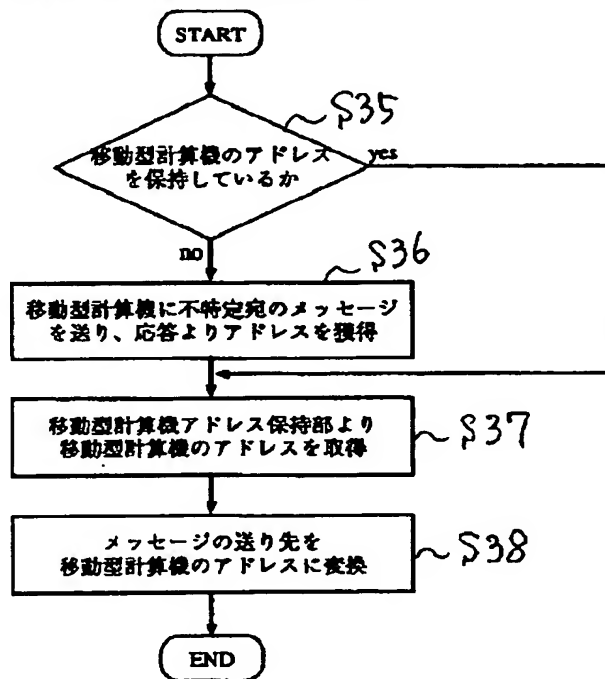 START
S35
移動型計算機のアドレス
を保持しているか
yes
no
S36
移動型計算機に不特定宛のメッセージ
を送り、応答よりアドレスを獲得
移動型計算機アドレス保持部より
移動型計算機のアドレスを取得
S37
メッセージの送り先を
移動型計算機のアドレスに変換
S38
END